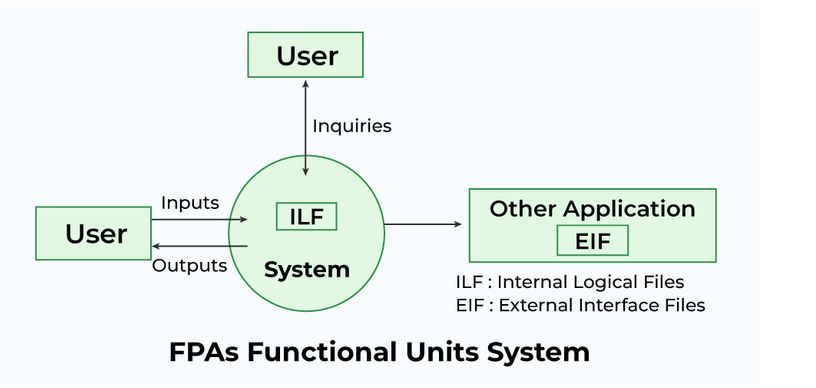 User
Inquiries
Inputs
User
Outputs
ILF
System
Other Application
EIF
ILF : Internal Logical Files
EIF : External Interface Files
FPAs Functional Units System